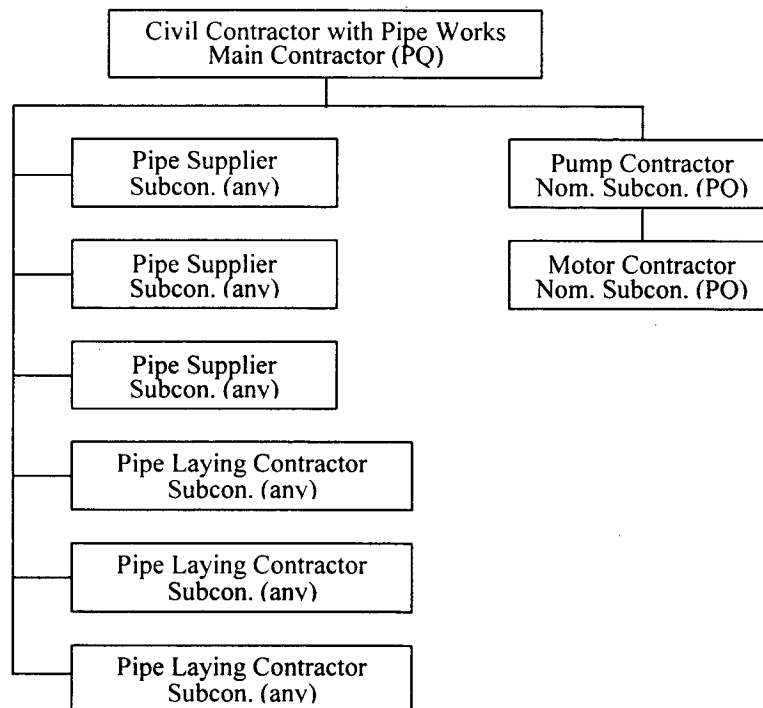 Civil Contractor with Pipe Works
Main Contractor (PQ)
Pipe Supplier
Subcon. (any)
Pump Contractor
Nom. Subcon. (PQ)
Pipe Supplier
Subcon. (any)
Motor Contractor
Nom. Subcon. (PQ)
Pipe Supplier
Subcon. (any)
Pipe Laying Contractor
Subcon. (any)
Pipe Laying Contractor
Subcon. (any)
Pipe Laying Contractor
Subcon. (any)